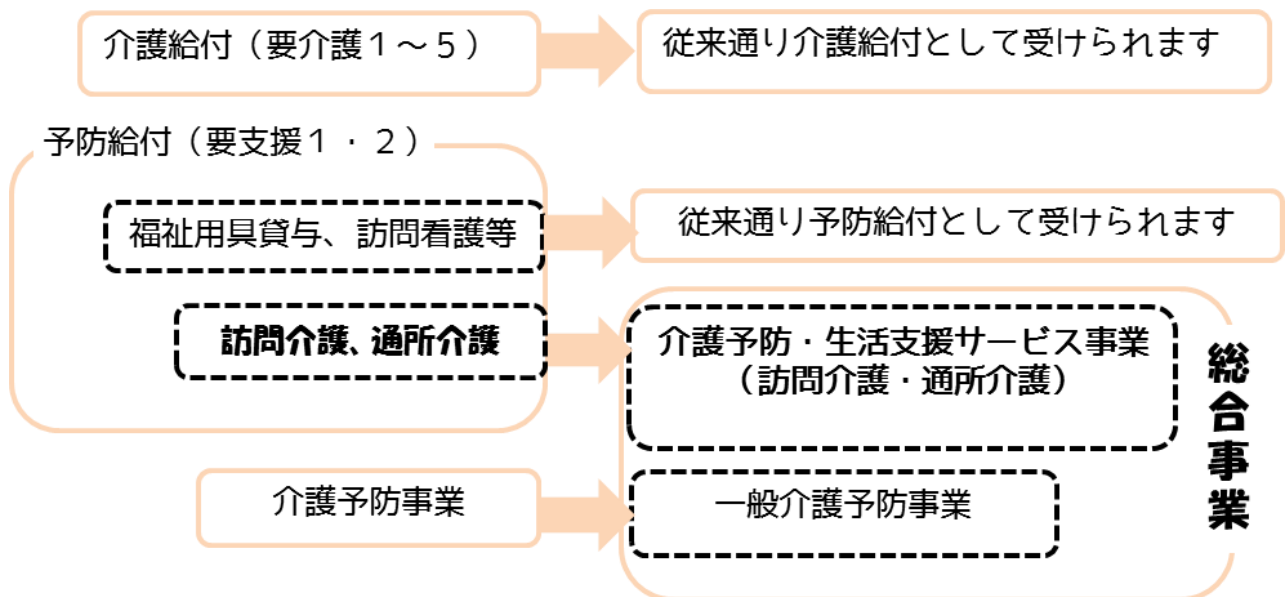 介護給付（要介護１～５）
従来通り介護給付として受けられます
予防給付（要支援１・２）
福祉用具貸与、訪問看護等
従来通り予防給付として受けられます
訪問介護、通所介護
介護予防・生活支援サービス事業
（訪問介護・通所介護）
総合事業
介護予防事業
一般介護予防事業